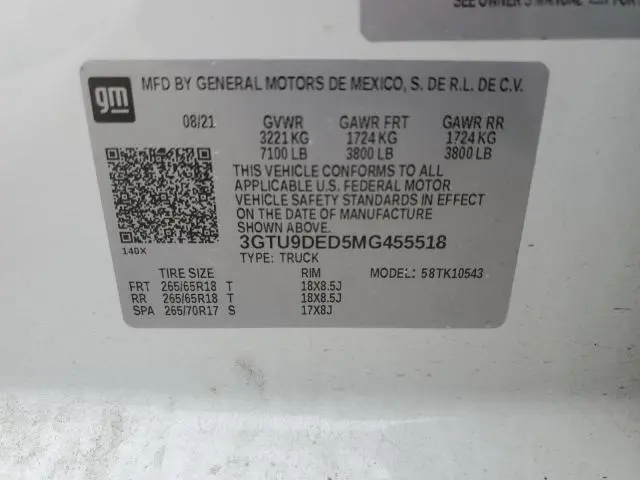 SEE OWNER'S MANUAL
gm
MFD BY GENERAL MOTORS DE MEXICO, S. DE R.L. DE C.V.
08/21 GVWR GAWR FRT GAWR RR
3221 KG 1724 KG 1724 KG
7100 LB 3800 LB 3800 LB
THIS VEHICLE CONFORMS TO ALL
APPLICABLE U.S. FEDERAL MOTOR
VEHICLE SAFETY STANDARDS IN EFFECT
ON THE DATE OF MANUFACTURE
SHOWN ABOVE.
3GTU9DED5MG455518
140X
TYPE: TRUCK
TIRE SIZE RIM MODEL: 58TK10543
FRT 265/65R18 T 18X8.5J
RR 265/65R18 T 18X8.5J
SPA 265/70R17 S 17X8J